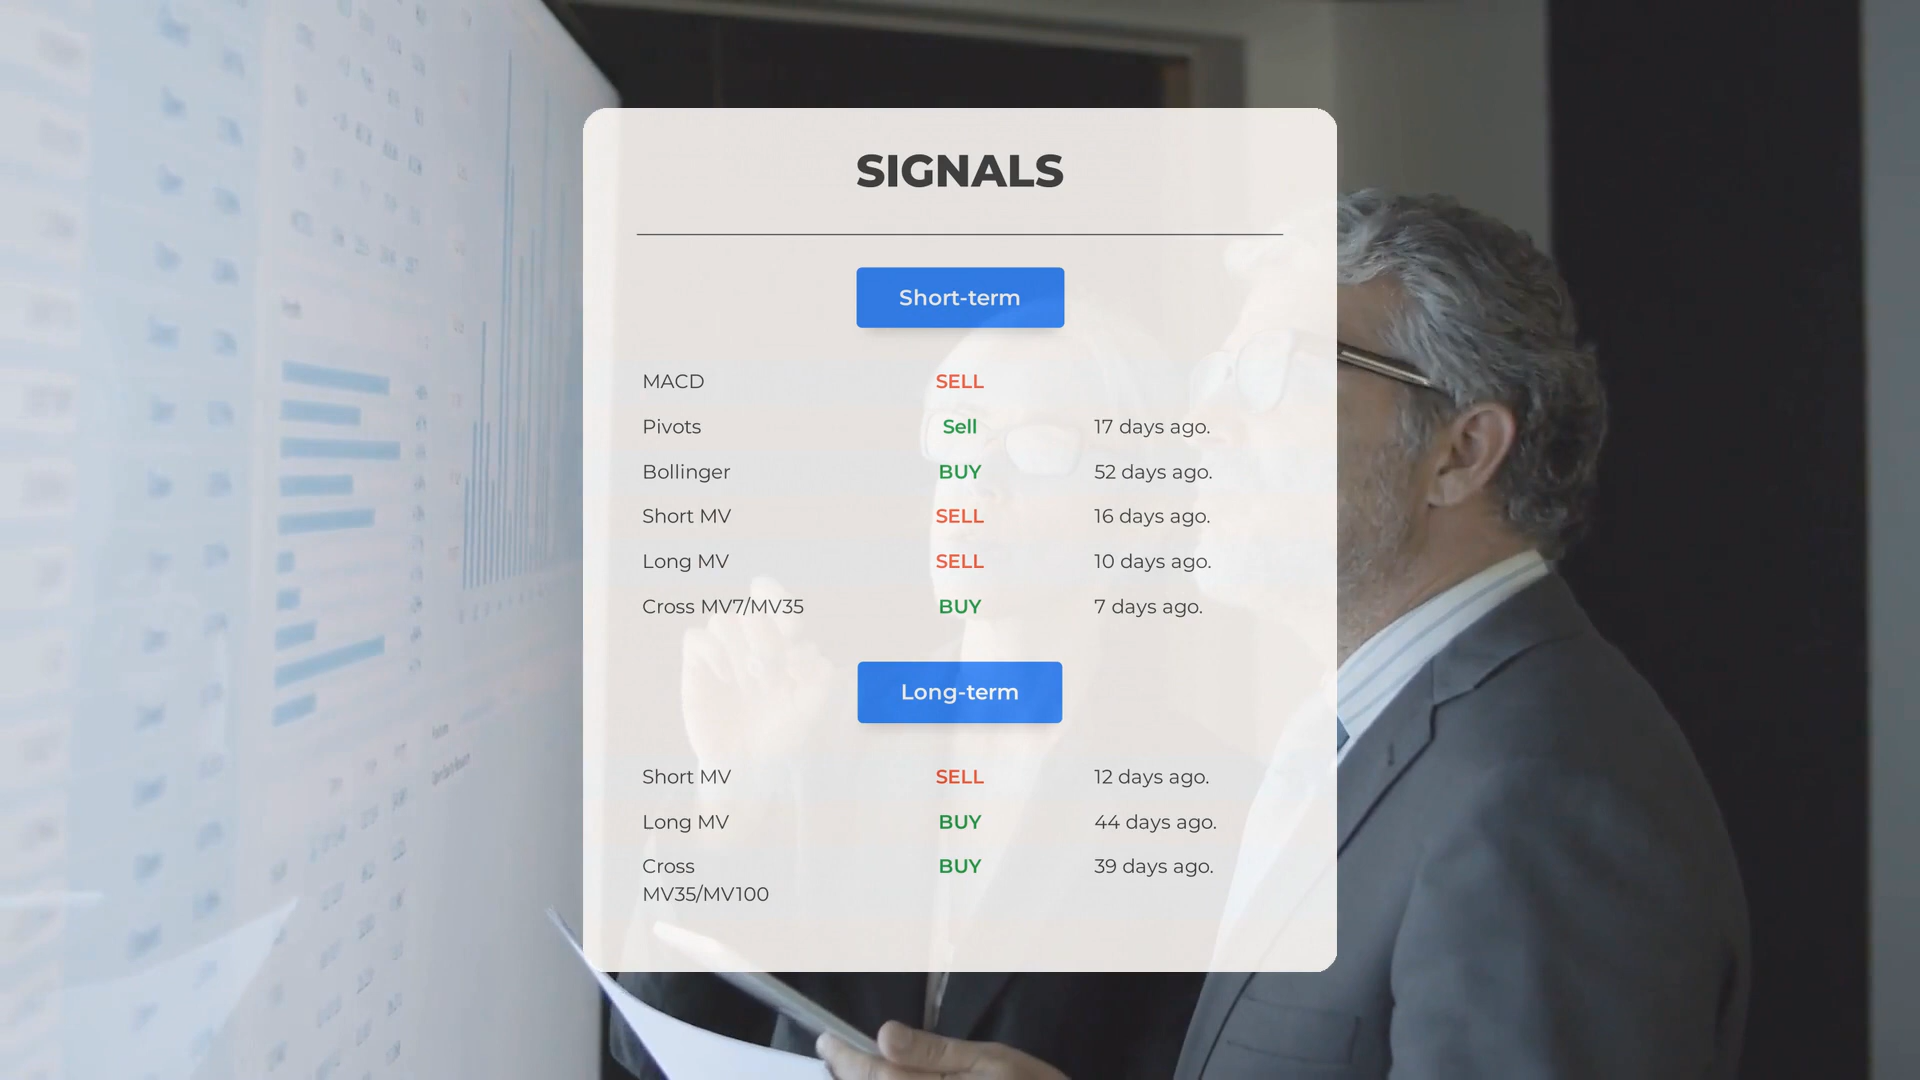 SIGNALS
Short-term
MACD SELL
Pivots Sell 17 days ago.
Bollinger BUY 52 days ago.
Short MV SELL 16 days ago.
Long MV SELL 10 days ago.
Cross MV7/MV35 BUY 7 days ago.
Long-term
Short MV SELL 12 days ago.
Long MV BUY 44 days ago.
Cross BUY 39 days ago.
MV35/MV100